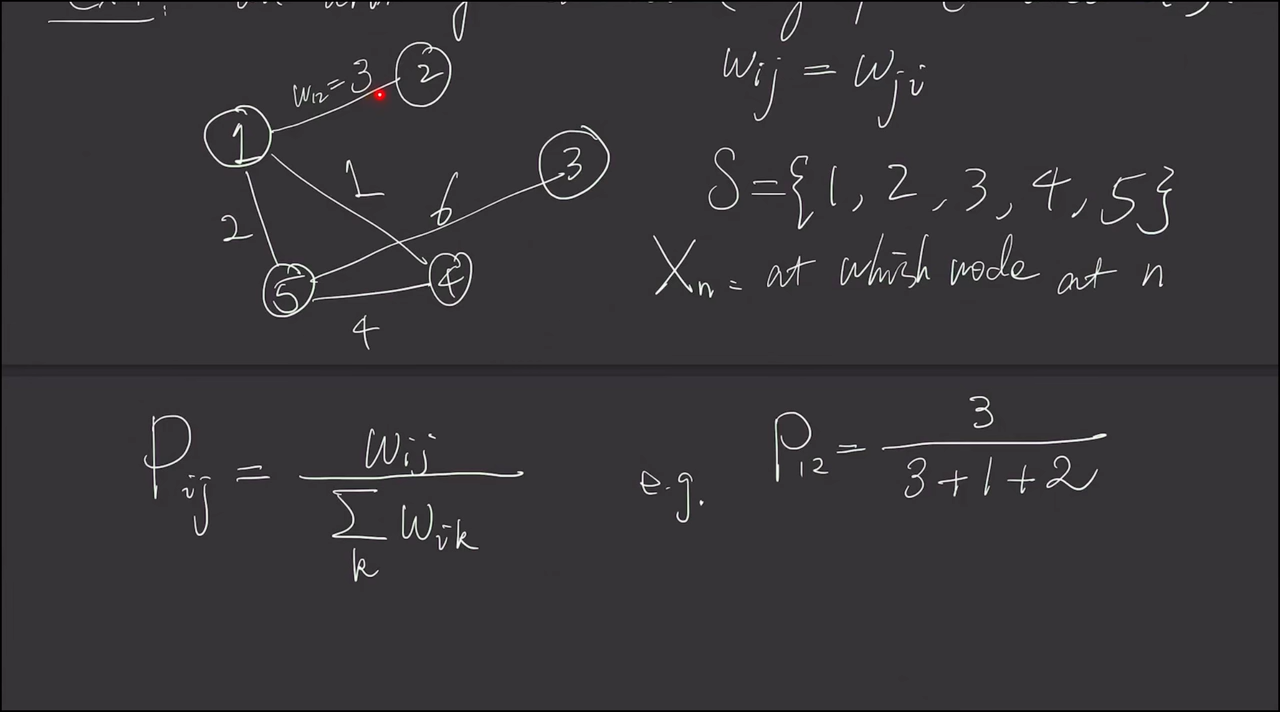 w₁₂=3
2
1
1
3
6
2
5
4
4
wij = wji
S={1, 2, 3, 4, 5}
Xn = at which node at n
Pij = wij / ∑k wik
e.g. P12 = 3 / 3+1+2